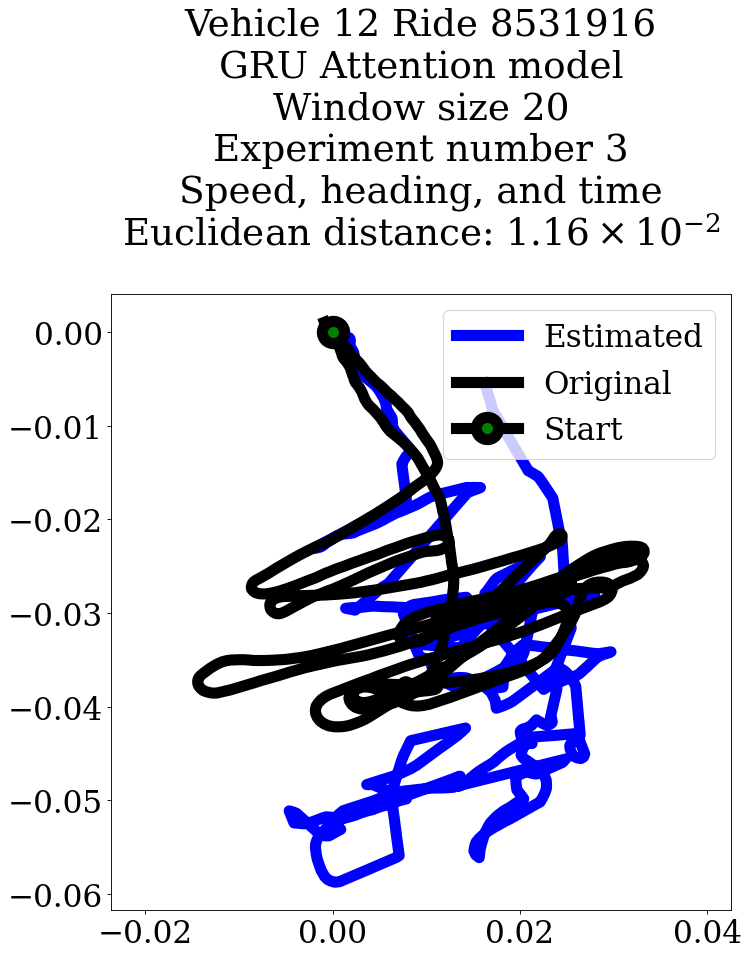 Vehicle 12 Ride 8531916
GRU Attention model
Window size 20
Experiment number 3
Speed, heading, and time
Euclidean distance: 1.16 × 10⁻²
Estimated
Original
Start
0.00
−0.01
−0.02
−0.03
−0.04
−0.05
−0.06
−0.02 0.00 0.02 0.04